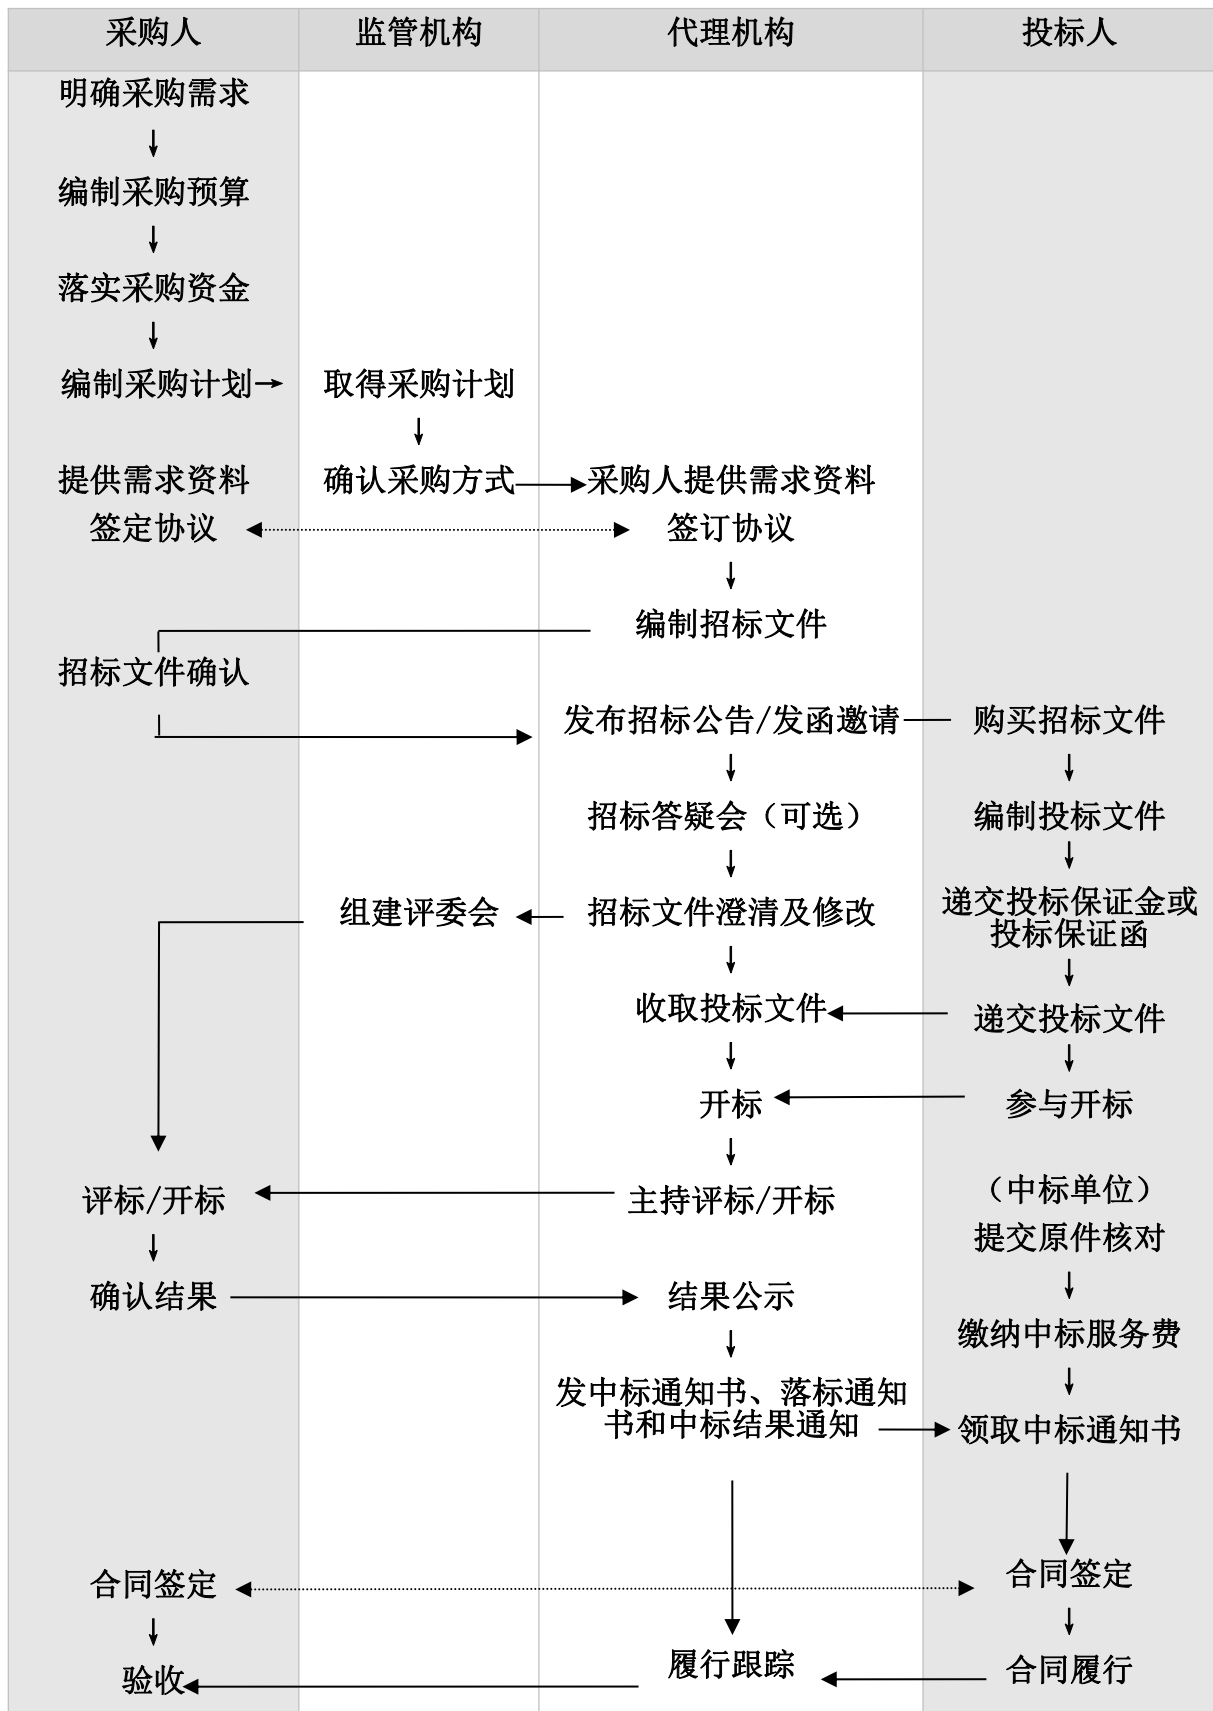 采购人 监管机构 代理机构 投标人
明确采购需求
编制采购预算
落实采购资金
编制采购计划 取得采购计划
提供需求资料 确认采购方式 采购人提供需求资料
签定协议 签订协议
编制招标文件
招标文件确认
发布招标公告/发函邀请 购买招标文件
招标答疑会（可选） 编制投标文件
组建评委会 招标文件澄清及修改 递交投标保证金或
投标保证函
收取投标文件 递交投标文件
开标 参与开标
评标/开标 主持评标/开标 （中标单位）
提交原件核对
确认结果 结果公示
缴纳中标服务费
发中标通知书、落标通知
书和中标结果通知 领取中标通知书
合同签定 合同签定
验收 履行跟踪 合同履行